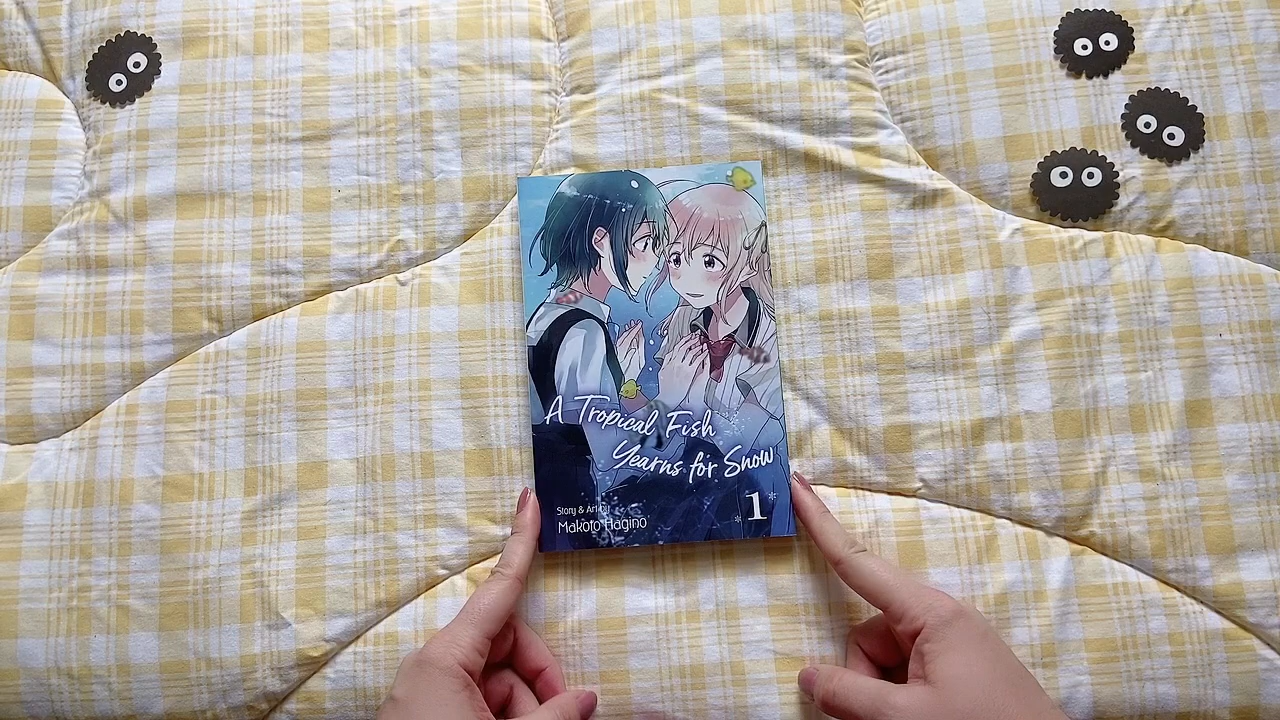 A Tropical Fish
Yearns for Snow
1
Story & Art by
Makoto Hagino